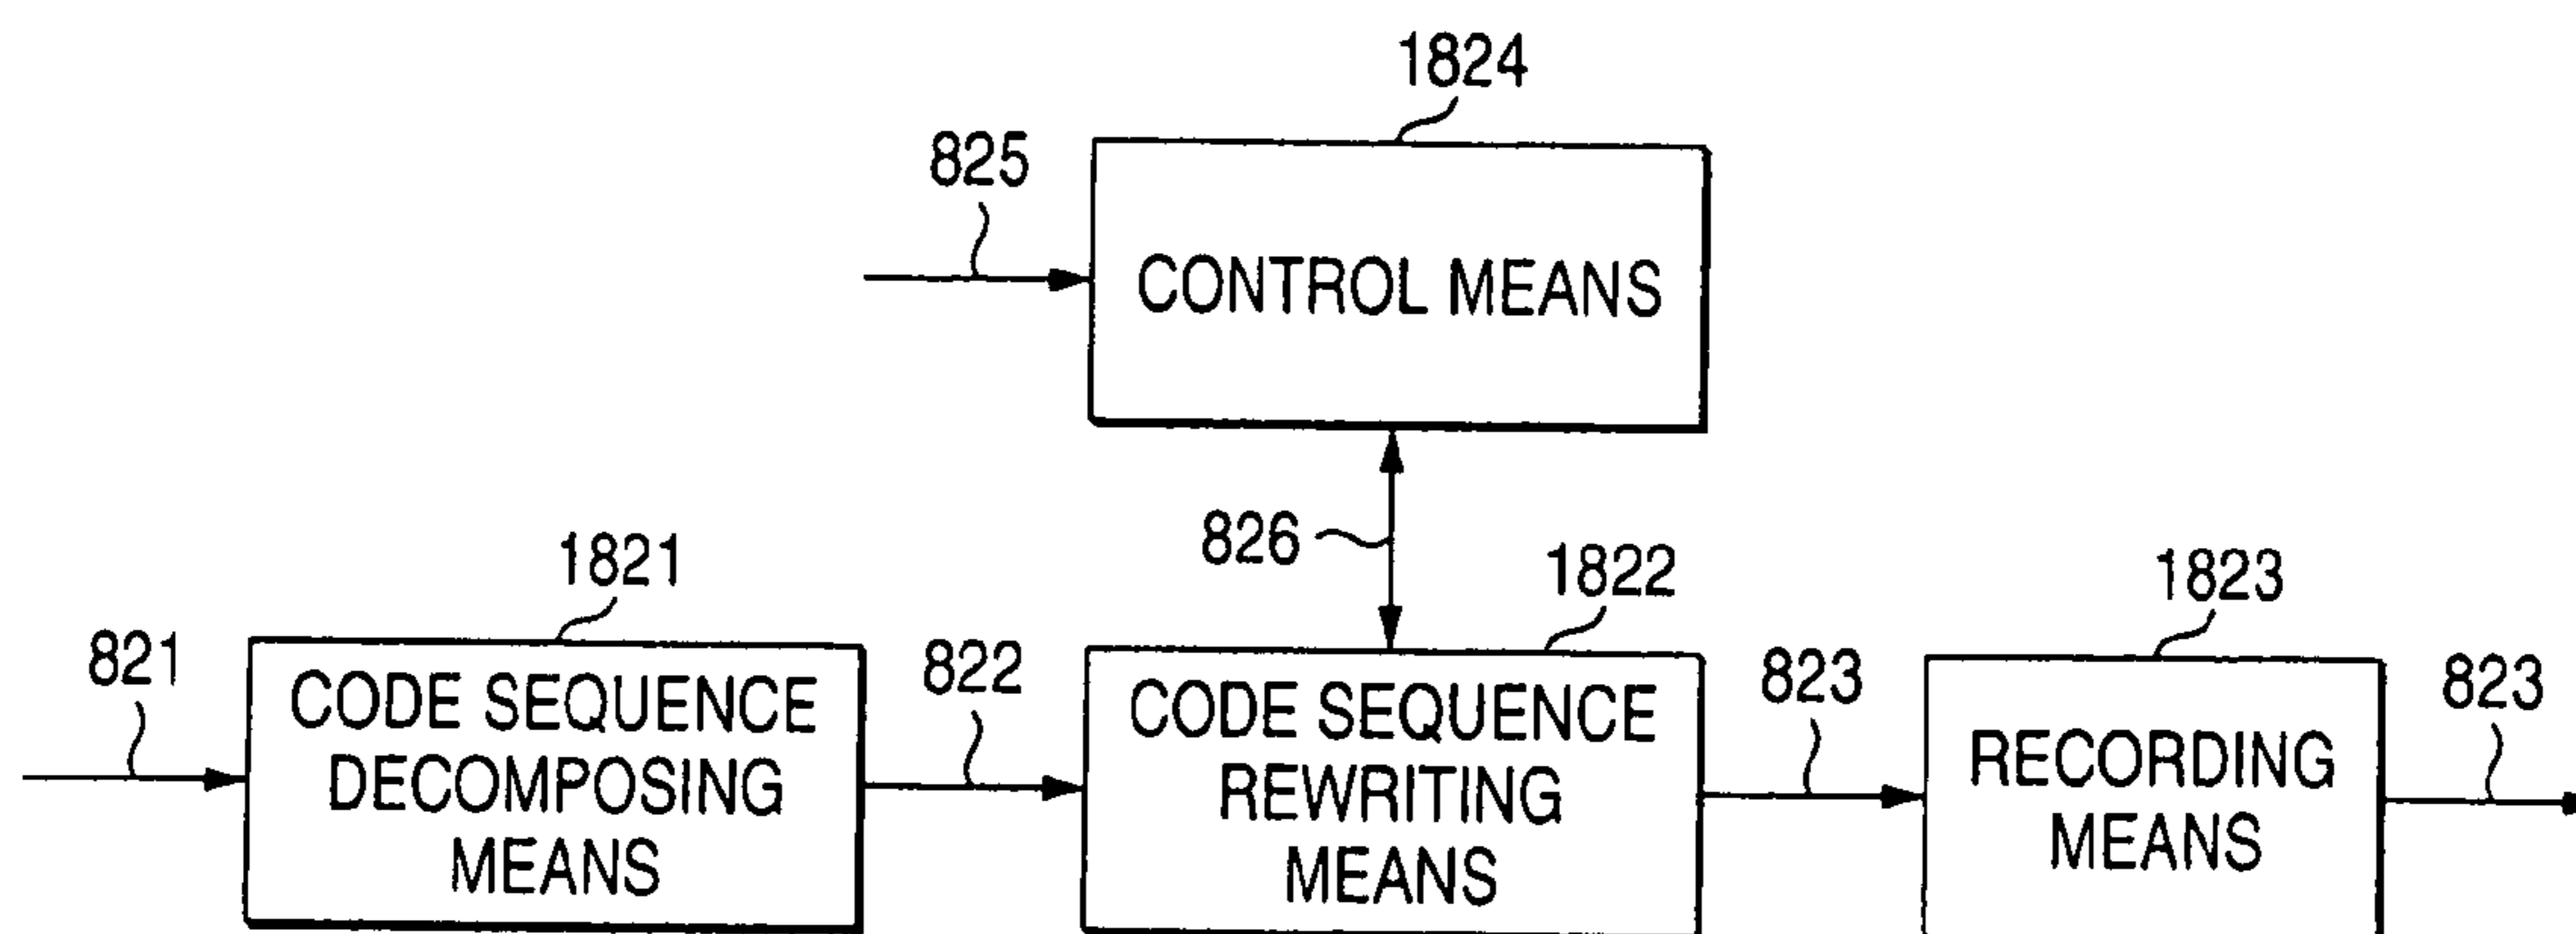 1824
825
CONTROL MEANS
826
1821
1822
1823
821
822
823
823
CODE SEQUENCE
DECOMPOSING
MEANS
CODE SEQUENCE
REWRITING
MEANS
RECORDING
MEANS